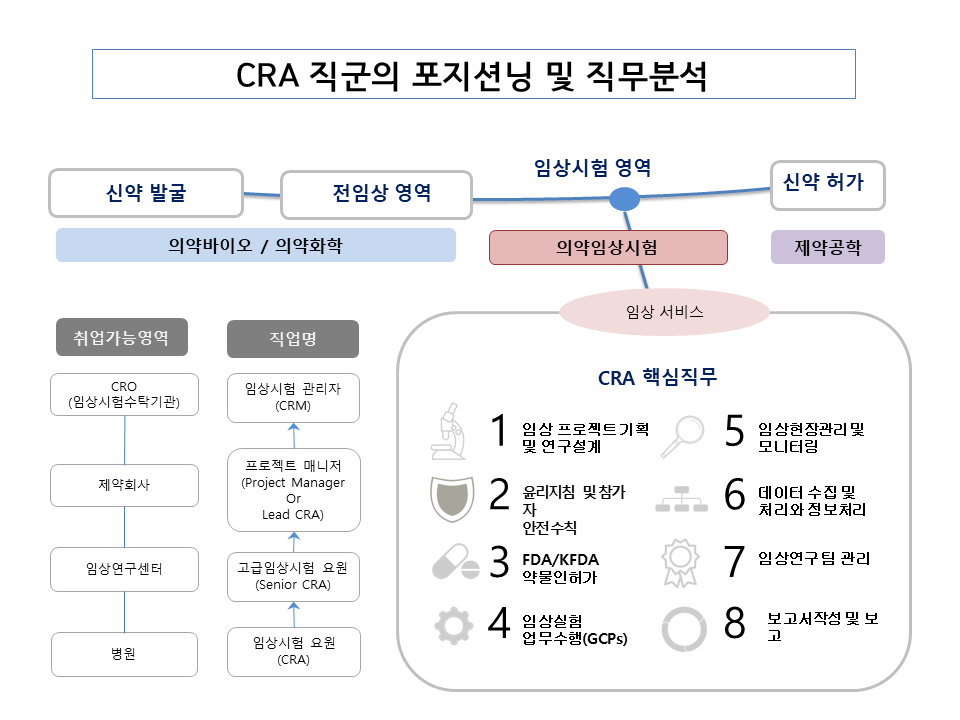 CRA 직군의 포지션닝 및 직무분석
신약 발굴
전임상 영역
임상시험 영역
신약 허가
의약바이오 / 의약화학
의약임상시험
제약공학
임상 서비스
취업가능영역
CRO
(임상시험수탁기관)
제약회사
임상연구센터
병원
직업명
임상시험 관리자
(CRM)
프로젝트 매니저
(Project Manager
Or
Lead CRA)
고급임상시험 요원
(Senior CRA)
임상시험 요원
(CRA)
CRA 핵심직무
1
임상 프로젝트기획
및 연구설계
2
윤리지침 및참가
자
안전수칙
3
FDA/KFDA
약물인허가
4
임상실험
업무수행(GCPs)
5
임상현장관리 및
모니터링
6
데이터 수집 및
처리와 정보처리
7
임상연구팀 관리
8
보고서작성 및 보
고